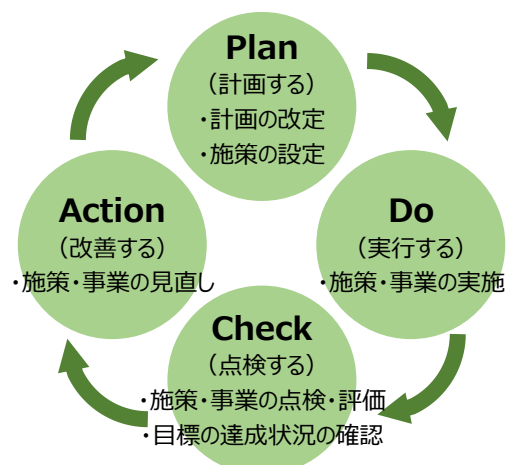 Plan
(計画する)
・計画の改定
・施策の設定
Do
(実行する)
・施策・事業の実施
Check
(点検する)
・施策・事業の点検・評価
・目標の達成状況の確認
Action
(改善する)
・施策・事業の見直し